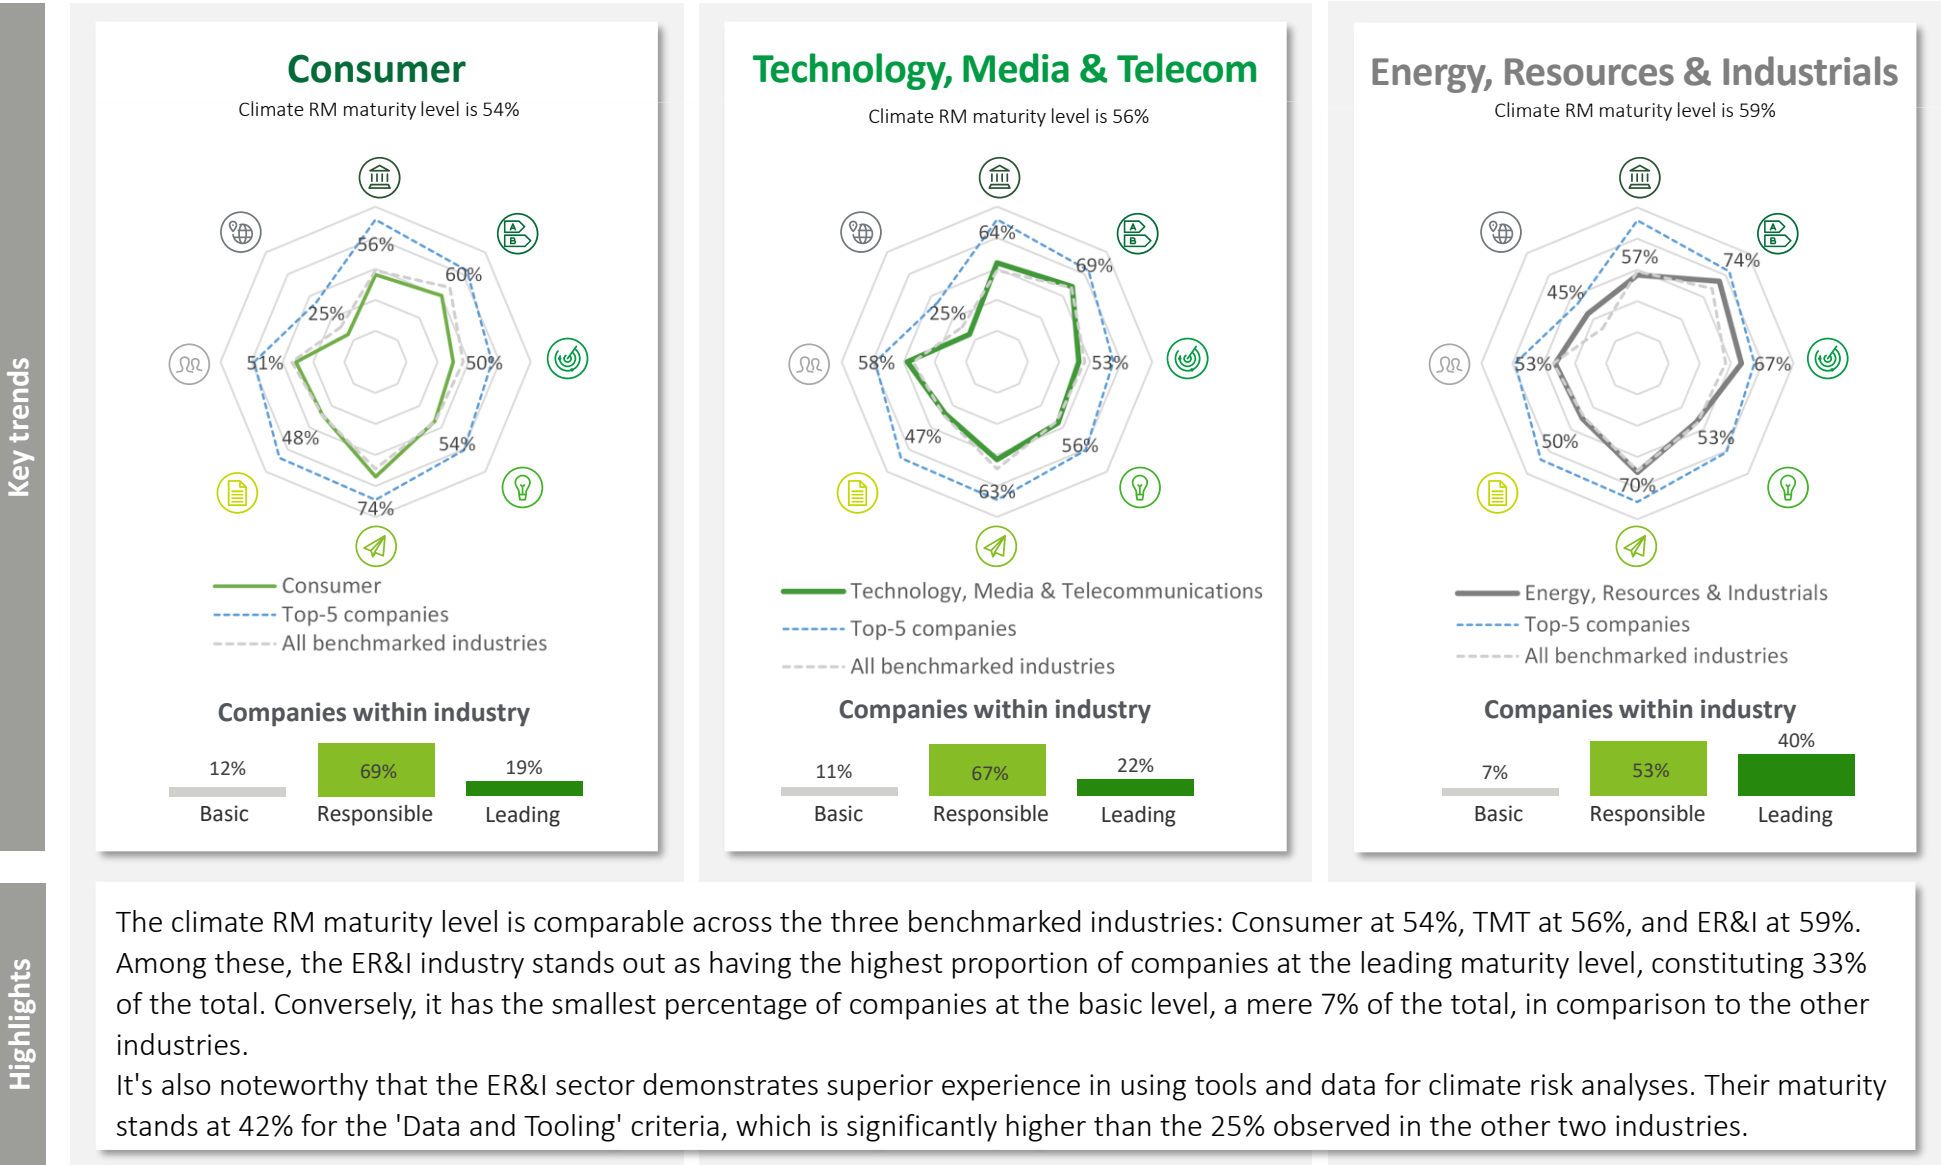 Key trends
Consumer
Climate RM maturity level is 54%
A
B
56%
60%
25%
51%
50%
48%
54%
74%
Consumer
Top-5 companies
All benchmarked industries
Companies within industry
12%
69%
19%
Basic
Responsible
Leading
Technology, Media & Telecom
Climate RM maturity level is 56%
A
B
64%
69%
25%
58%
53%
47%
56%
63%
Technology, Media & Telecommunications
Top-5 companies
All benchmarked industries
Companies within industry
11%
67%
22%
Basic
Responsible
Leading
Energy, Resources & Industrials
Climate RM maturity level is 59%
A
B
57%
74%
45%
53%
67%
50%
53%
70%
Energy, Resources & Industrials
Top-5 companies
All benchmarked industries
Companies within industry
7%
53%
40%
Basic
Responsible
Leading
Highlights
The climate RM maturity level is comparable across the three benchmarked industries: Consumer at 54%, TMT at 56%, and ER&I at 59%.
Among these, the ER&I industry stands out as having the highest proportion of companies at the leading maturity level, constituting 33%
of the total. Conversely, it has the smallest percentage of companies at the basic level, a mere 7% of the total, in comparison to the other
industries.
It's also noteworthy that the ER&I sector demonstrates superior experience in using tools and data for climate risk analyses. Their maturity
stands at 42% for the 'Data and Tooling' criteria, which is significantly higher than the 25% observed in the other two industries.